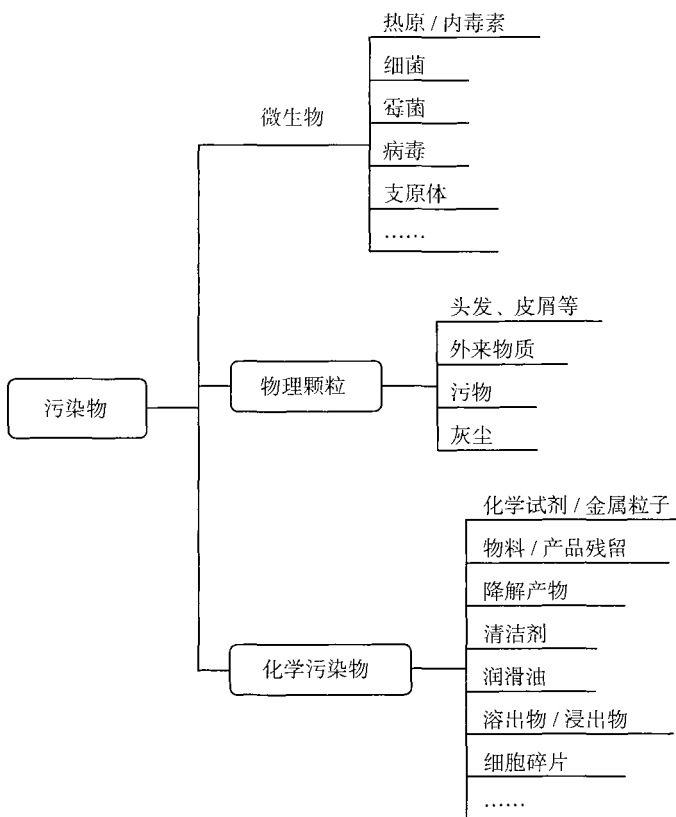 热原 / 内毒素
细菌
霉菌
微生物
病毒
支原体
……
头发、皮屑等
外来物质
物理颗粒
污物
污染物
灰尘
化学试剂 / 金属粒子
物料 / 产品残留
降解产物
清洁剂
化学污染物
润滑油
溶出物 / 浸出物
细胞碎片
……